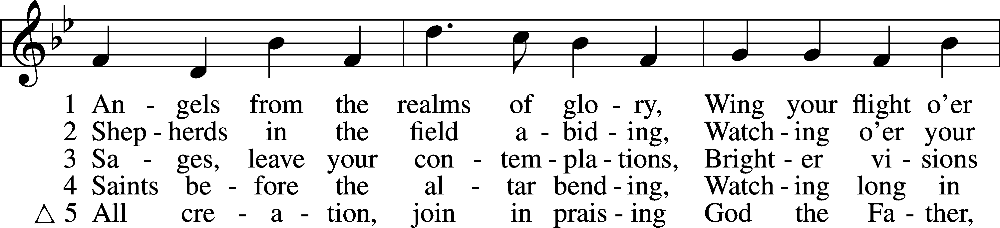 1 An - gels from the realms of glo - ry, Wing your flight o’er
2 Shep - herds in the field a - bid - ing, Watch - ing o’er your
3 Sa - ges, leave your con - tem - pla - tions, Bright - er vi - sions
4 Saints be - fore the al - tar bend - ing, Watch - ing long in
△ 5 All cre - a - tion, join in prais - ing God the Fa - ther,